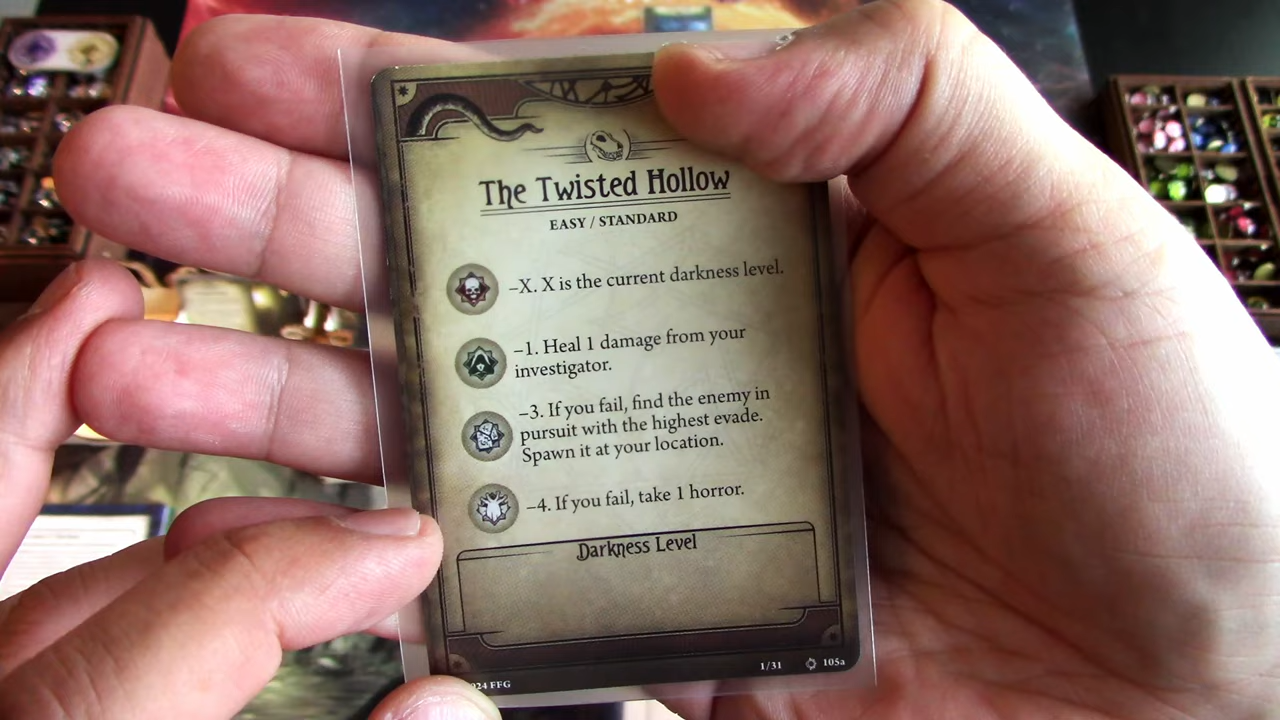 The Twisted Hollow
EASY / STANDARD
–X. X is the current darkness level.
–1. Heal 1 damage from your
investigator.
–3. If you fail, find the enemy in
pursuit with the highest evade.
Spawn it at your location.
–4. If you fail, take 1 horror.
Darkness Level
1/31 105a
24 FFG